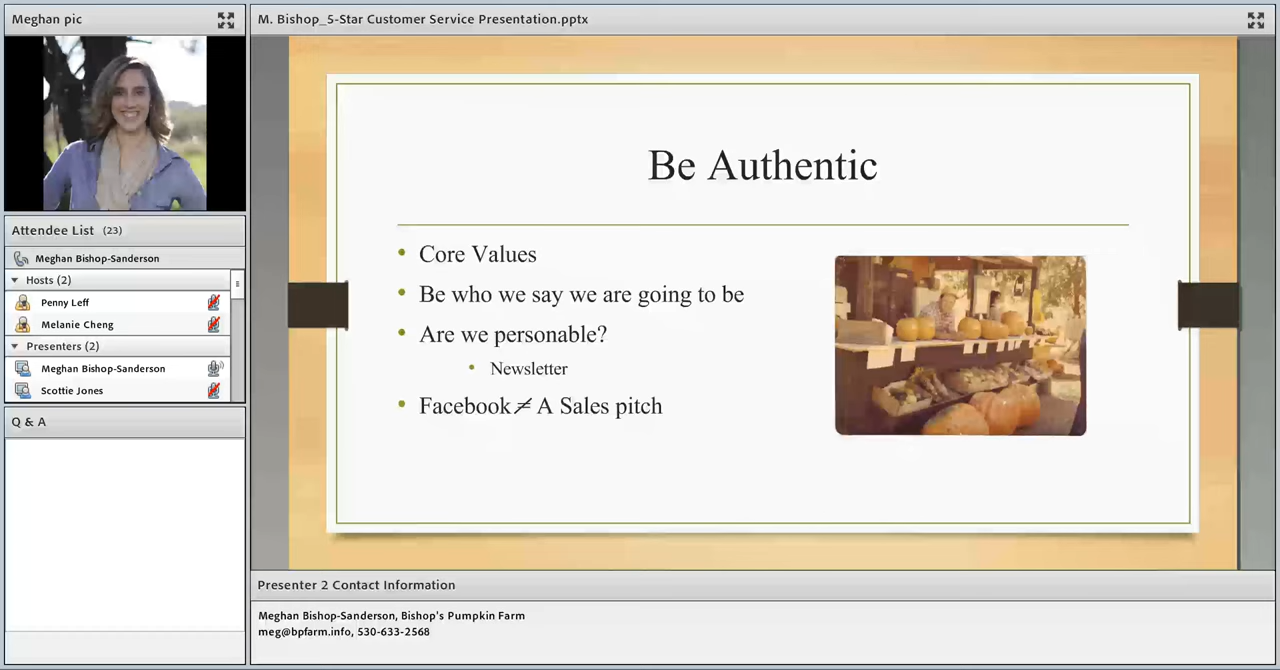 Meghan pic
M. Bishop_5-Star Customer Service Presentation.pptx
Attendee List (23)
Meghan Bishop-Sanderson
Hosts (2)
Penny Leff
Melanie Cheng
Presenters (2)
Meghan Bishop-Sanderson
Scottie Jones
Q & A
Be Authentic
• Core Values
• Be who we say we are going to be
• Are we personable?
• Newsletter
• Facebook ≠ A Sales pitch
Presenter 2 Contact Information
Meghan Bishop-Sanderson, Bishop's Pumpkin Farm
meg@bpfarm.info, 530-633-2568